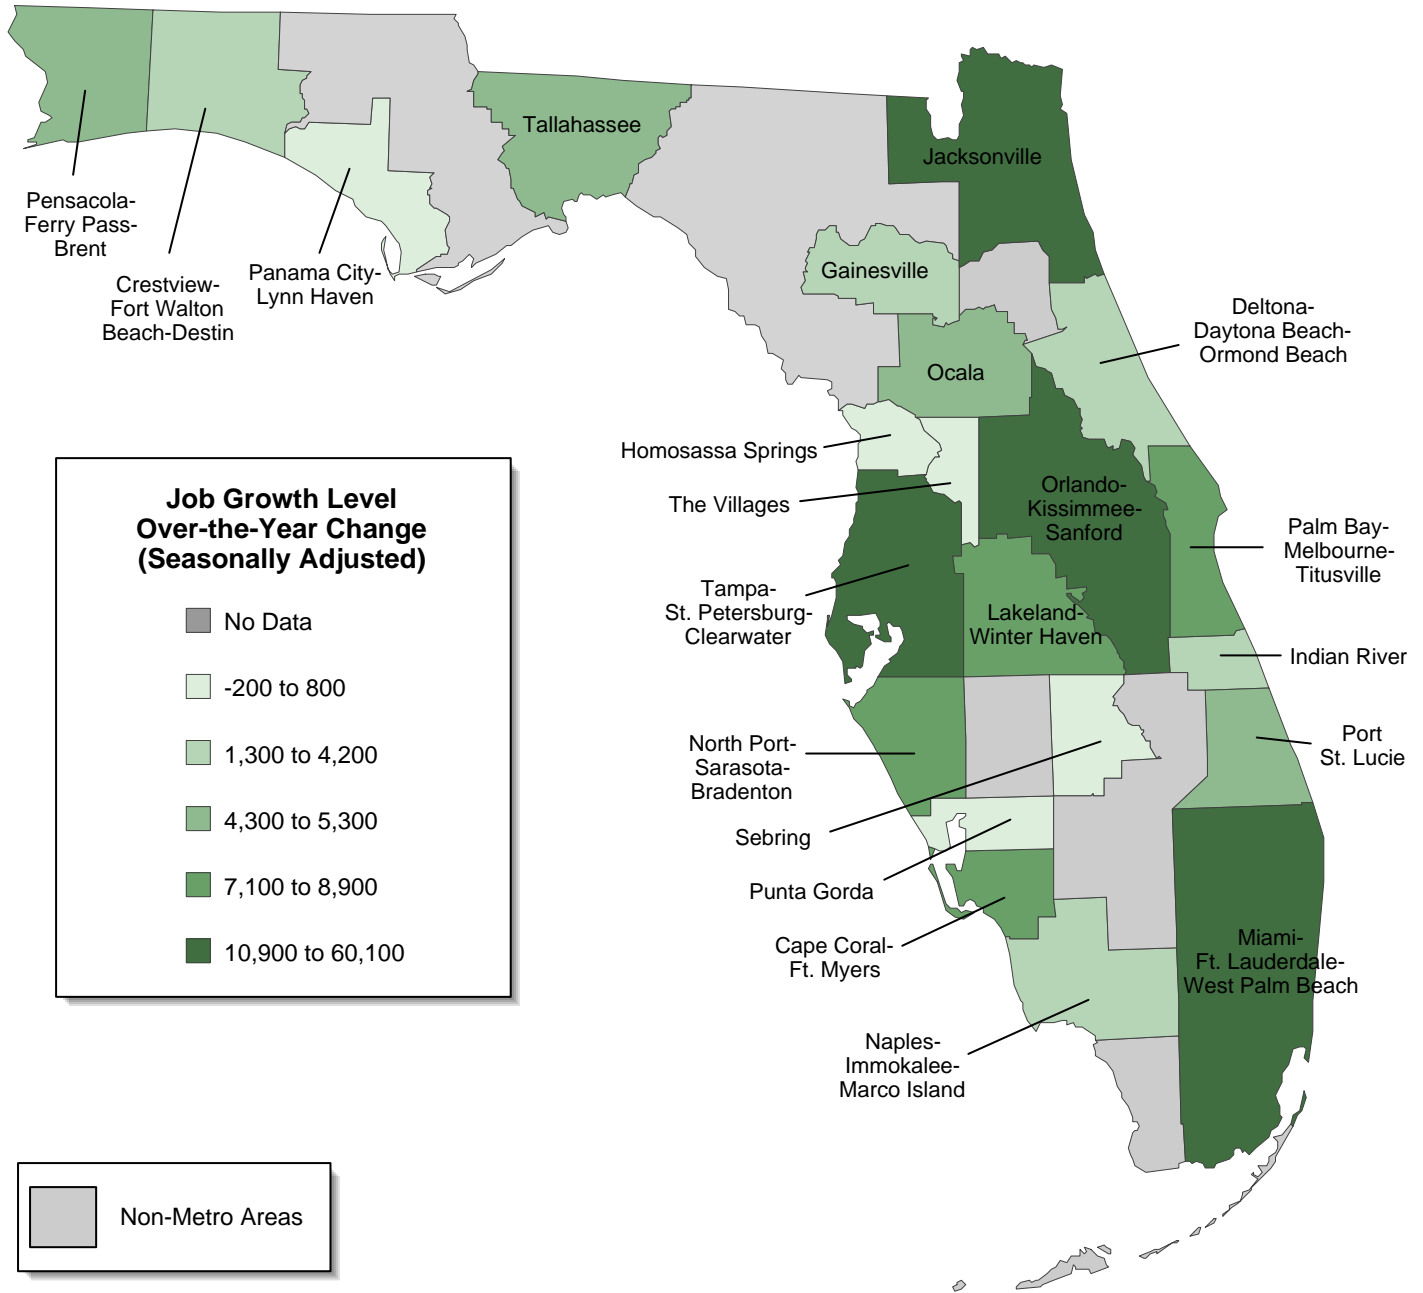 Tallahassee
Jacksonville
Pensacola-
Ferry Pass-
Brent
Crestview-
Fort Walton
Beach-Destin
Panama City-
Lynn Haven
Gainesville
Deltona-
Daytona Beach-
Ormond Beach
Ocala
Homosassa Springs
The Villages
Orlando-
Kissimmee-
Sanford
Palm Bay-
Melbourne-
Titusville
Tampa-
St. Petersburg-
Clearwater
Lakeland-
Winter Haven
Indian River
North Port-
Sarasota-
Bradenton
Port
St. Lucie
Sebring
Punta Gorda
Cape Coral-
Ft. Myers
Miami-
Ft. Lauderdale-
West Palm Beach
Naples-
Immokalee-
Marco Island
Job Growth Level
Over-the-Year Change
(Seasonally Adjusted)
No Data
-200 to 800
1,300 to 4,200
4,300 to 5,300
7,100 to 8,900
10,900 to 60,100
Non-Metro Areas